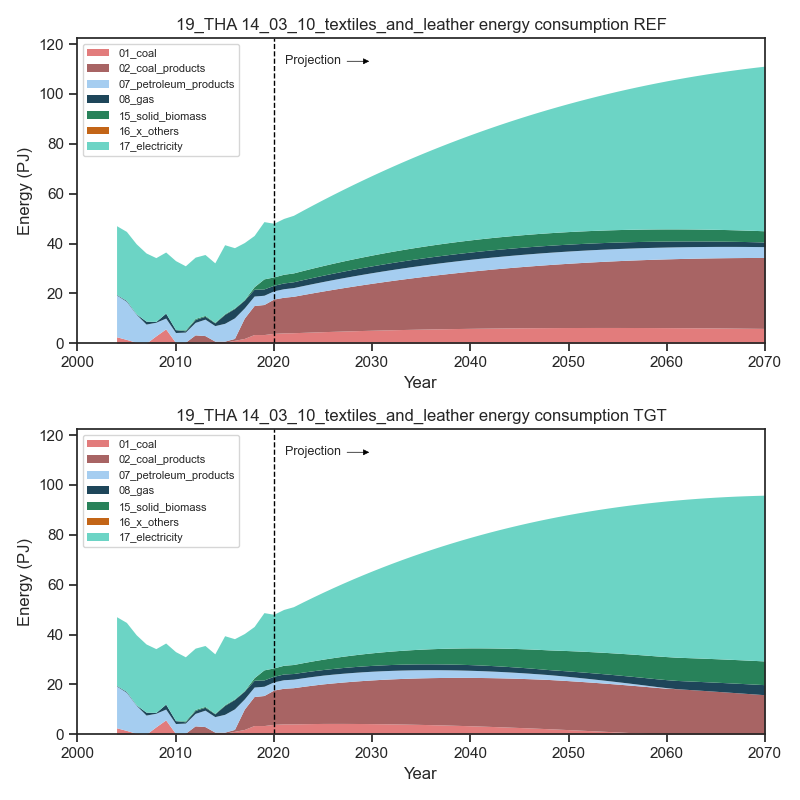 19_THA 14_03_10_textiles_and_leather energy consumption REF
120
100
80
60
40
20
0
Energy (PJ)
01_coal
02_coal_products
07_petroleum_products
08_gas
15_solid_biomass
16_x_others
17_electricity
Projection
2000 2010 2020 2030 2040 2050 2060 2070
Year
19_THA 14_03_10_textiles_and_leather energy consumption TGT
120
100
80
60
40
20
0
Energy (PJ)
01_coal
02_coal_products
07_petroleum_products
08_gas
15_solid_biomass
16_x_others
17_electricity
Projection
2000 2010 2020 2030 2040 2050 2060 2070
Year